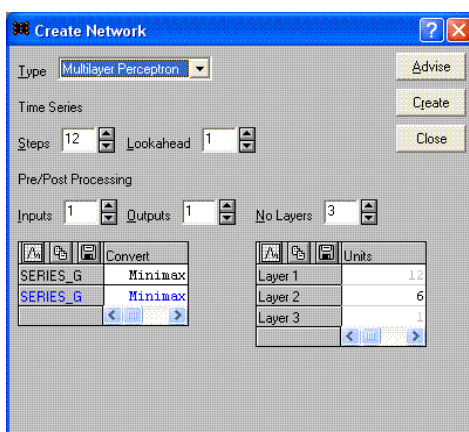 Create Network
Type Multilayer Perceptron Advise
Time Series Create
Steps 12 Lookahead 1 Close
Pre/Post Processing
Inputs 1 Outputs 1 No Layers 3
Convert
SERIES_G Minimax
SERIES_G Minimax
Units
Layer 1 12
Layer 2 6
Layer 3 1